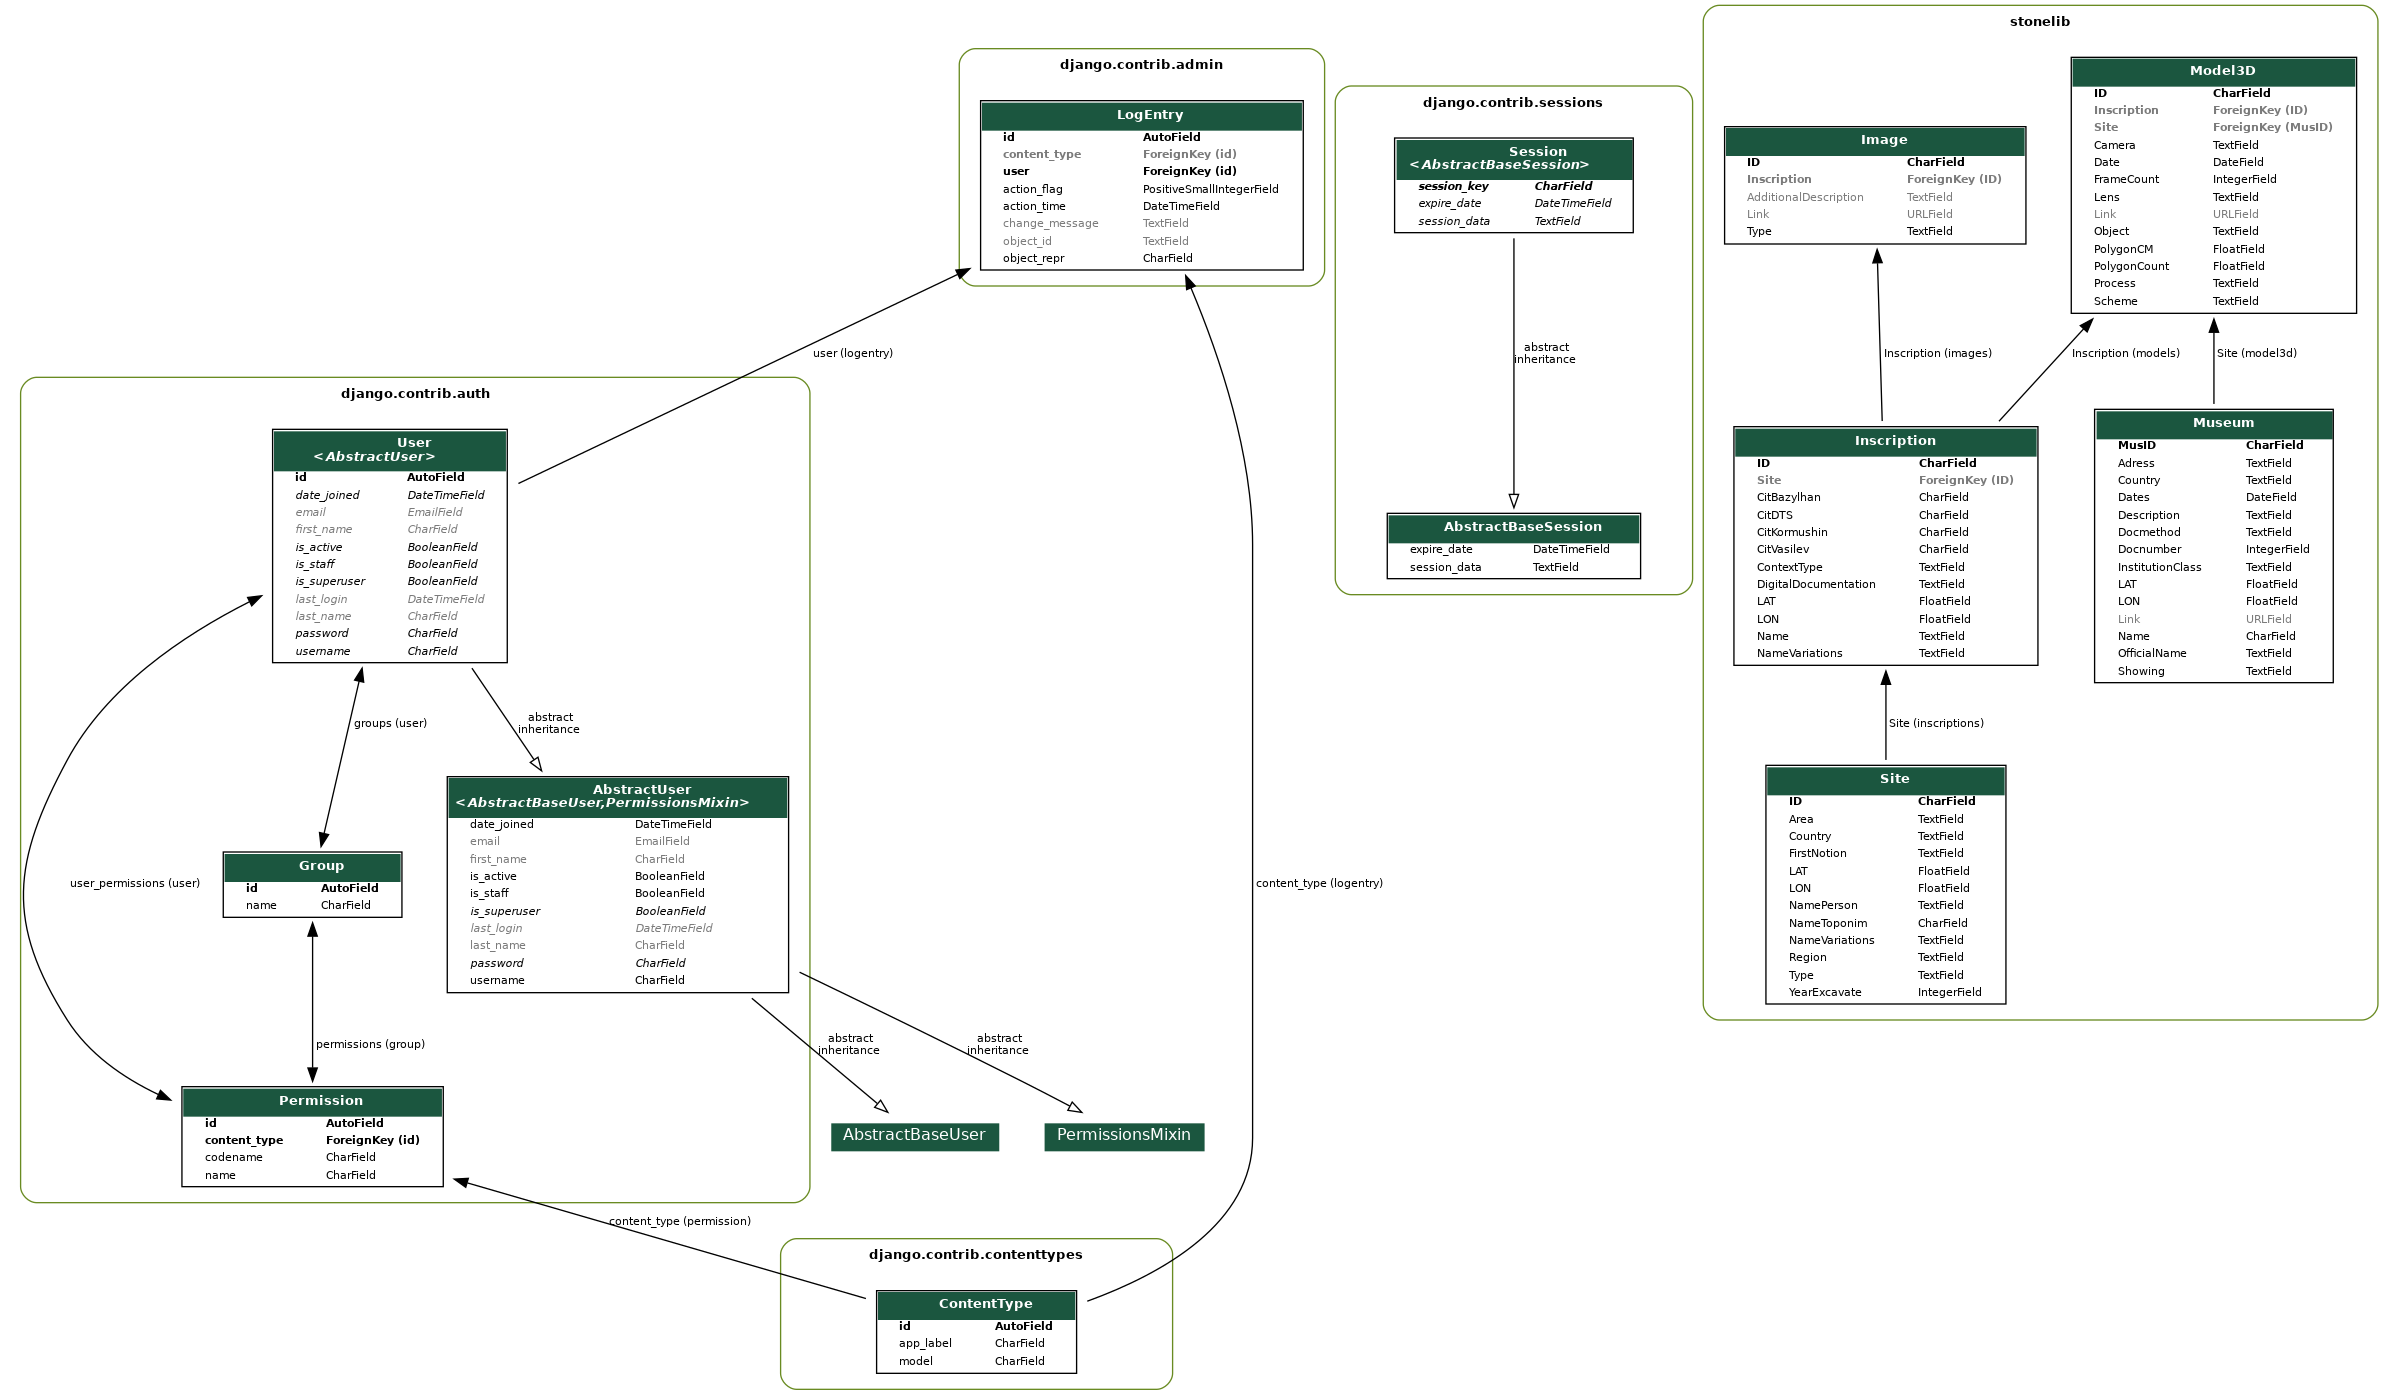 stonelib
django.contrib.admin
django.contrib.sessions
Model3D
ID CharField
Inscription ForeignKey (ID)
Site ForeignKey (MusID)
Camera TextField
Date DateField
FrameCount IntegerField
Lens TextField
Link URLField
Object TextField
PolygonCM FloatField
PolygonCount FloatField
Process TextField
Scheme TextField
LogEntry
id AutoField
content_type ForeignKey (id)
user ForeignKey (id)
action_flag PositiveSmallIntegerField
action_time DateTimeField
change_message TextField
object_id TextField
object_repr CharField
Session
<AbstractBaseSession>
session_key CharField
expire_date DateTimeField
session_data TextField
Image
ID CharField
Inscription ForeignKey (ID)
AdditionalDescription TextField
Link URLField
Type TextField
user (logentry)
abstract
inheritance
Inscription (images)
Inscription (models)
Site (model3d)
django.contrib.auth
User
<AbstractUser>
id AutoField
date_joined DateTimeField
email EmailField
first_name CharField
is_active BooleanField
is_staff BooleanField
is_superuser BooleanField
last_login DateTimeField
last_name CharField
password CharField
username CharField
AbstractBaseSession
expire_date DateTimeField
session_data TextField
Inscription
ID CharField
Site ForeignKey (ID)
CitBazylhan CharField
CitDTS CharField
CitKormushin CharField
CitVasilev CharField
ContextType TextField
DigitalDocumentation TextField
LAT FloatField
LON FloatField
Name TextField
NameVariations TextField
Museum
MusID CharField
Adress TextField
Country TextField
Dates DateField
Description TextField
Docmethod TextField
Docnumber IntegerField
InstitutionClass TextField
LAT FloatField
LON FloatField
Link URLField
Name CharField
OfficialName TextField
Showing TextField
groups (user)
abstract
inheritance
Site (inscriptions)
AbstractUser
<AbstractBaseUser,PermissionsMixin>
date_joined DateTimeField
email EmailField
first_name CharField
is_active BooleanField
is_staff BooleanField
is_superuser BooleanField
last_login DateTimeField
last_name CharField
password CharField
username CharField
Site
ID CharField
Area TextField
Country TextField
FirstNotion TextField
LAT FloatField
LON FloatField
NamePerson TextField
NameToponim CharField
NameVariations TextField
Region TextField
Type TextField
YearExcavate IntegerField
Group
id AutoField
name CharField
user_permissions (user)
content_type (logentry)
permissions (group)
abstract
inheritance
abstract
inheritance
Permission
id AutoField
content_type ForeignKey (id)
codename CharField
name CharField
AbstractBaseUser
PermissionsMixin
content_type (permission)
django.contrib.contenttypes
ContentType
id AutoField
app_label CharField
model CharField